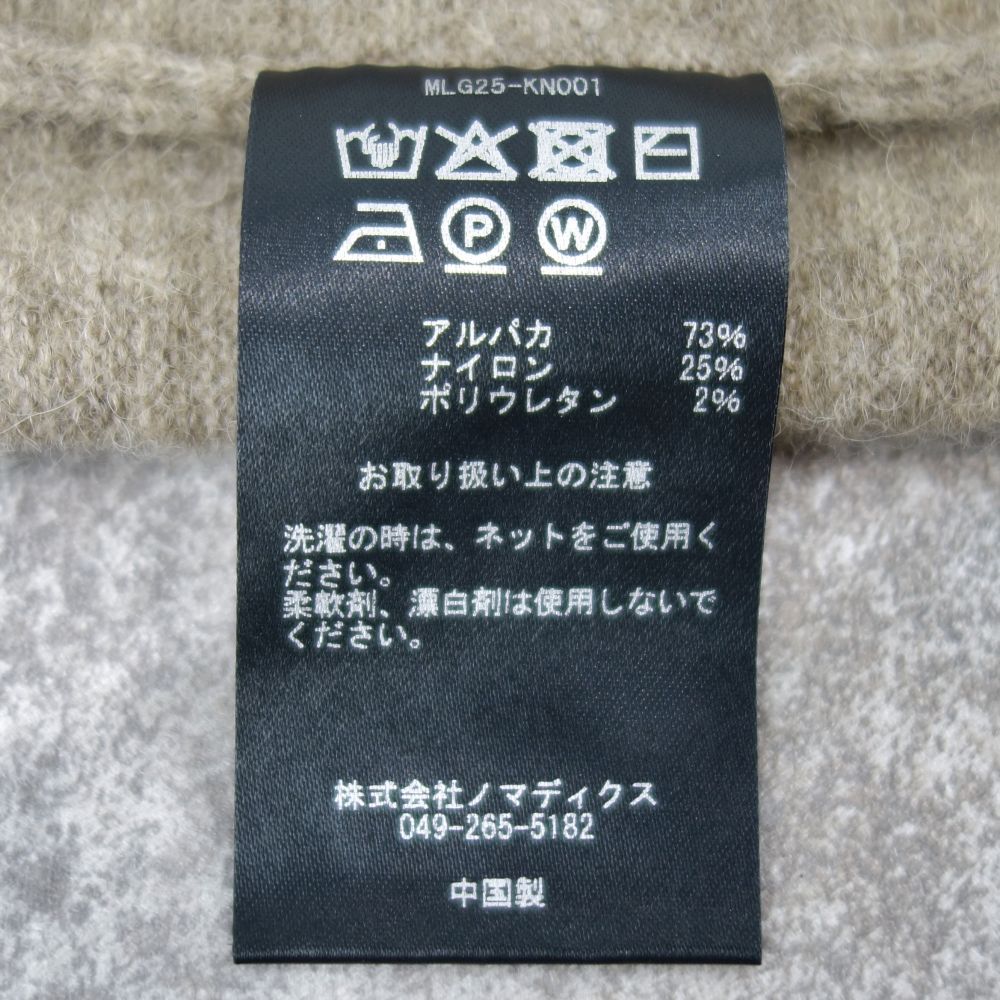 MLG25-KN001
P W
アルパカ 73%
ナイロン 25%
ポリウレタン 2%
お取り扱い上の注意
洗濯の時は、ネットをご使用く
ださい。
柔軟剤、漂白剤は使用しないで
ください。
株式会社ノマディクス
049-265-5182
中国製